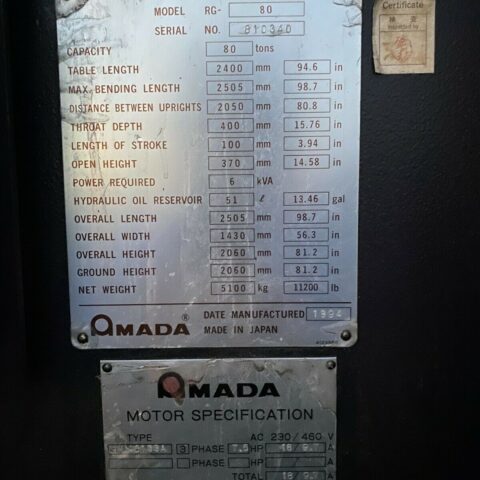 Certificate
検 査
MODEL RG- 80
SERIAL NO. 810340
CAPACITY 80 tons
TABLE LENGTH 2400 mm 94.6 in
MAX. BENDING LENGTH 2505 mm 98.7 in
DISTANCE BETWEEN UPRIGHTS 2050 mm 80.8 in
THROAT DEPTH 400 mm 15.76 in
LENGTH OF STROKE 100 mm 3.94 in
OPEN HEIGHT 370 mm 14.58 in
POWER REQUIRED 6 kVA
HYDRAULIC OIL RESERVOIR 51 ℓ 13.46 gal
OVERALL LENGTH 2505 mm 98.7 in
OVERALL WIDTH 1430 mm 56.3 in
OVERALL HEIGHT 2060 mm 81.2 in
GROUND HEIGHT 2060 mm 81.2 in
NET WEIGHT 5100 kg 11200 lb
AMADA ® DATE MANUFACTURED 1994
MADE IN JAPAN
AMADA
MOTOR SPECIFICATION
TYPE AC 230/460 V
3 PHASE 7.5 HP A
PHASE HP A
TOTAL A